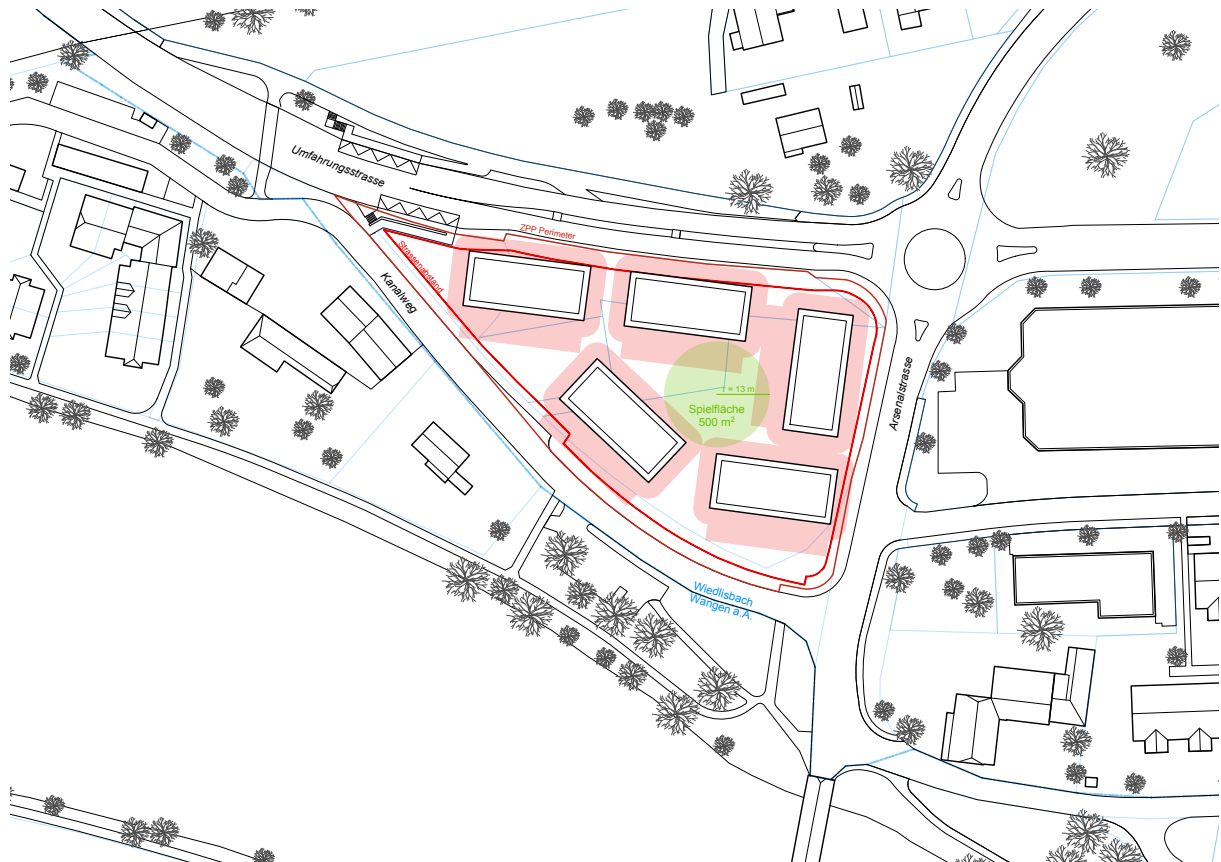 Umfahrungsstrasse
ZPP Perimeter
Strassenabstand
Kanalweg
r = 13 m
Spielfläche
500 m²
Arsenalstrasse
Wiedlisbach
Wangen a.A.